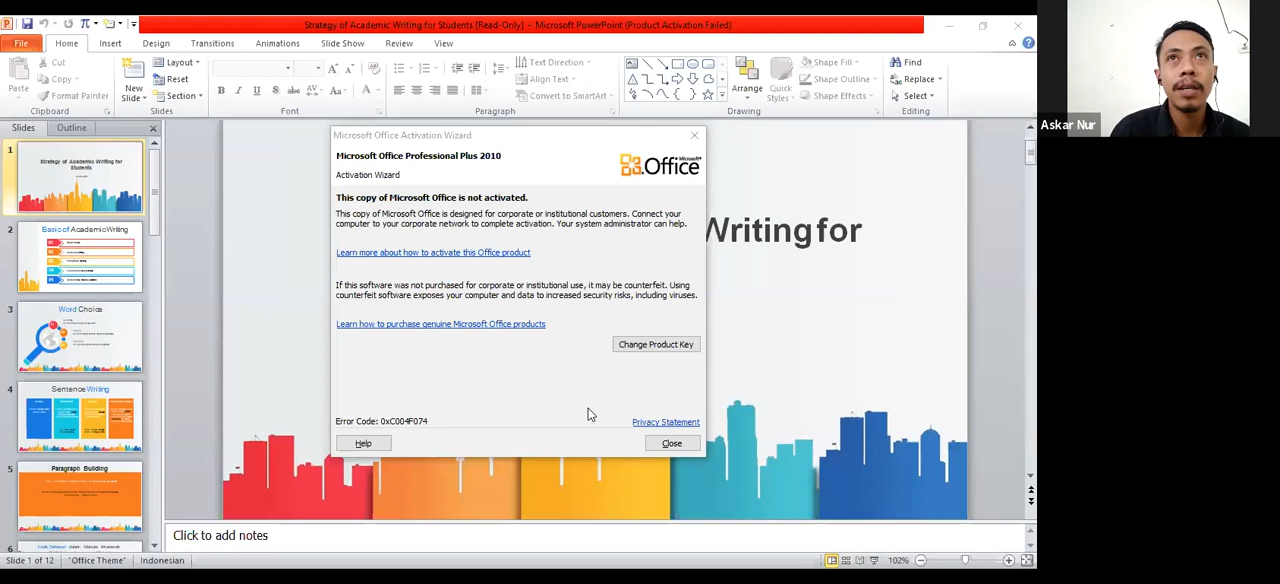 Strategy of Academic Writing for Students [Read-Only] - Microsoft PowerPoint (Product Activation Failed)
File Home Insert Design Transitions Animations Slide Show Review View
Paste
Cut
Copy
Format Painter
Clipboard
New Slide
Layout
Reset
Section
Slides
B I U S abc AV Aa A
Font
Paragraph
Text Direction
Align Text
Convert to SmartArt
Arrange
Quick Styles
Shape Fill
Shape Outline
Shape Effects
Drawing
Find
Replace
Select
Editing
Askar Nur
Slides Outline
1
Strategy of Academic Writing for
Students
2
Basic of Academic Writing
3
Word Choice
4
Sentence Writing
5
Paragraph Building
6
Microsoft Office Activation Wizard
Microsoft Office Professional Plus 2010
Activation Wizard
Microsoft Office
This copy of Microsoft Office is not activated.
This copy of Microsoft Office is designed for corporate or institutional customers. Connect your
computer to your corporate network to complete activation. Your system administrator can help.
Learn more about how to activate this Office product
If this software was not purchased for corporate or institutional use, it may be counterfeit. Using
counterfeit software exposes your computer and data to increased security risks, including viruses.
Learn how to purchase genuine Microsoft Office products
Change Product Key
Error Code: 0xC004F074
Privacy Statement
Help Close
Writing for
Click to add notes
Slide 1 of 12 "Office Theme" Indonesian 102%